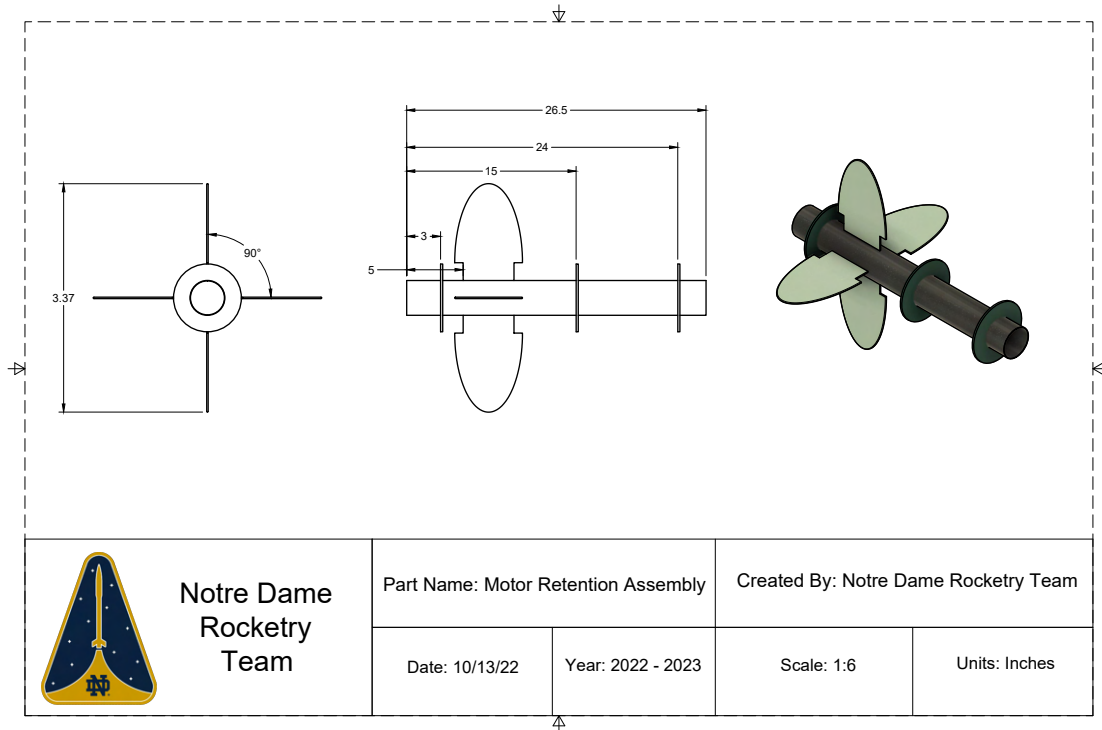 26.5
24
15
3
5
90°
3.37
Notre Dame
Rocketry
Team
Part Name: Motor Retention Assembly
Created By: Notre Dame Rocketry Team
Date: 10/13/22
Year: 2022 - 2023
Scale: 1:6
Units: Inches
ND